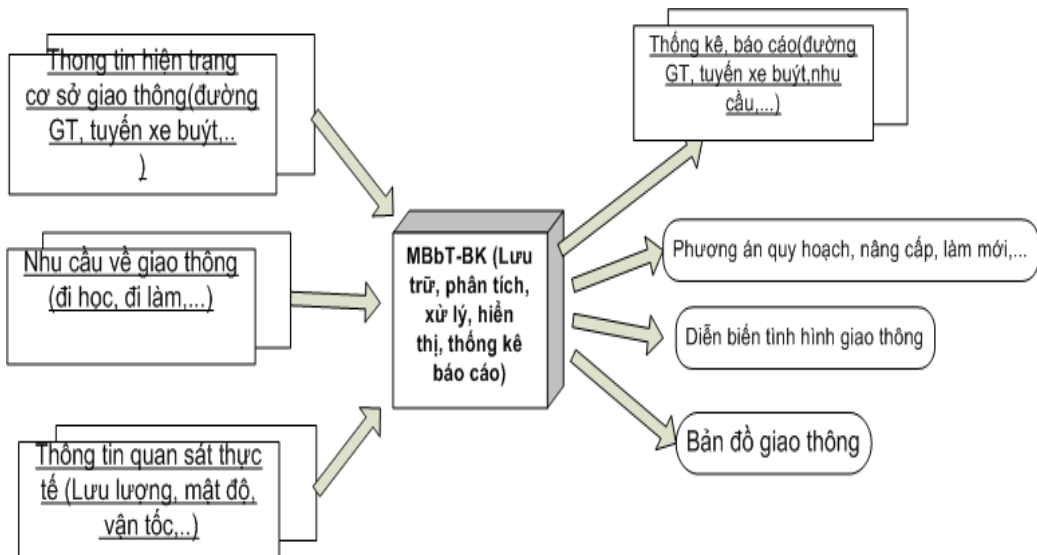 Thông tin hiện trạng
cơ sở giao thông(đường
GT, tuyến xe buýt,..
)
Nhu cầu về giao thông
(đi học, đi làm,...)
Thông tin quan sát thực
tế (Lưu lượng, mật độ,
vận tốc,..)
MBbT-BK (Lưu
trữ, phân tích,
xử lý, hiển
thị, thống kê
báo cáo)
Thống kê, báo cáo(đường
GT, tuyến xe buýt,nhu
cầu,...)
Phương án quy hoạch, nâng cấp, làm mới,...
Diễn biến tình hình giao thông
Bản đồ giao thông